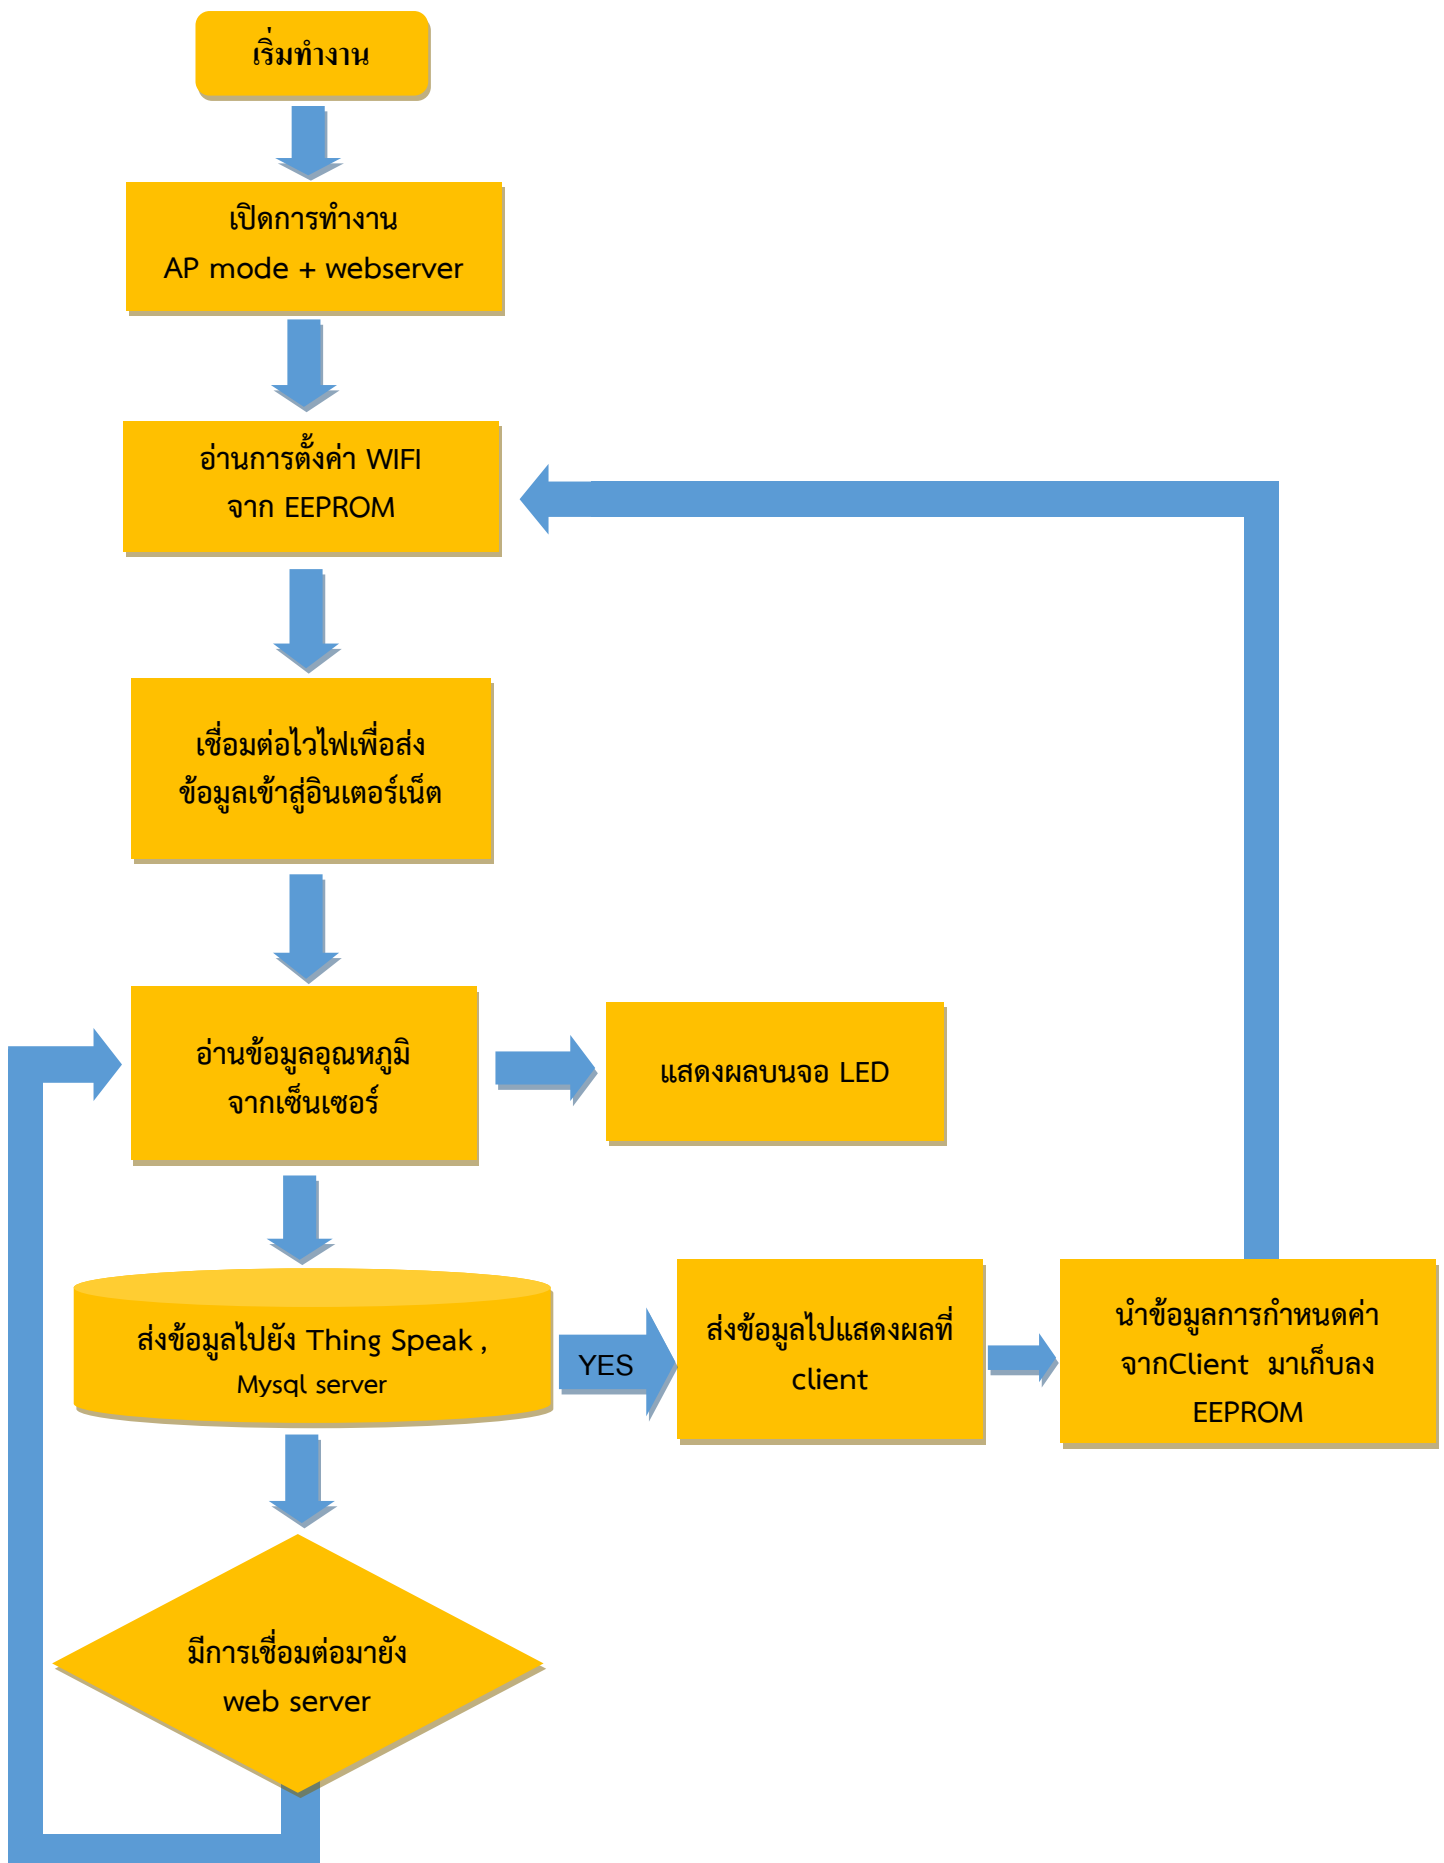 เริ่มทำงาน
เปิดการทำงาน
AP mode + webserver
อ่านการตั้งค่า WIFI
จาก EEPROM
เชื่อมต่อไวไฟเพื่อส่ง
ข้อมูลเข้าสู่อินเตอร์เน็ต
อ่านข้อมูลอุณหภูมิ
จากเซ็นเซอร์
แสดงผลบนจอ LED
ส่งข้อมูลไปยัง Thing Speak ,
Mysql server
YES
ส่งข้อมูลไปแสดงผลที่
client
นำข้อมูลการกำหนดค่า
จากClient มาเก็บลง
EEPROM
มีการเชื่อมต่อมายัง
web server